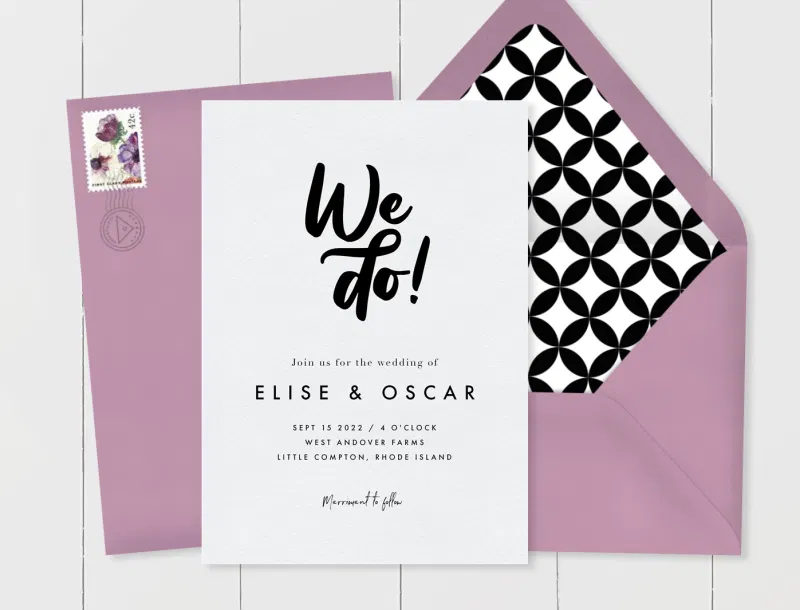 42c
We
do!
Join us for the wedding of
ELISE & OSCAR
SEPT 15 2022 / 4 O'CLOCK
WEST ANDOVER FARMS
LITTLE COMPTON, RHODE ISLAND
Merriment to follow